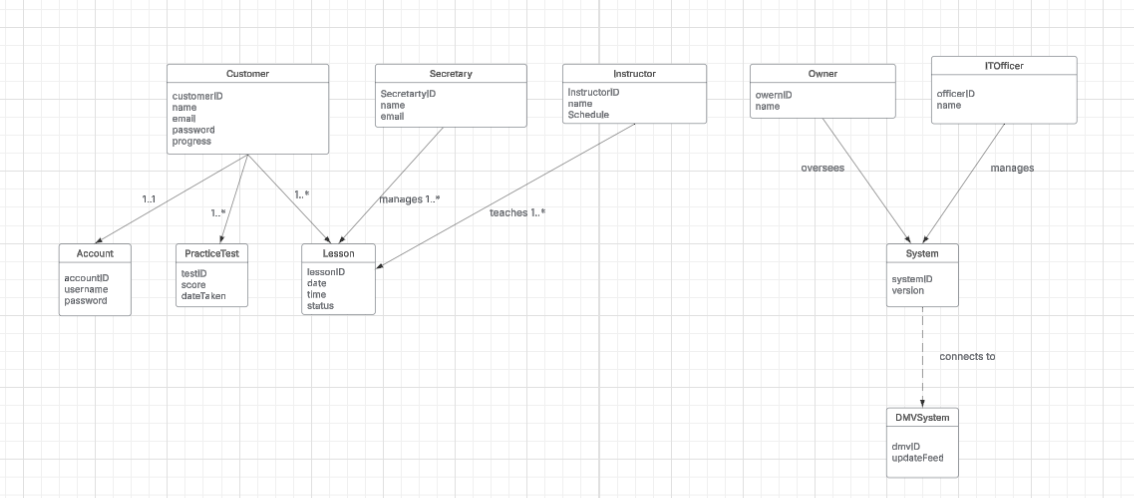 Customer
customerID
name
email
password
progress
Secretary
SecretartyID
name
email
Instructor
InstructorID
name
Schedule
Owner
owernID
name
ITOfficer
officerID
name
1..1
1..*
1..*
manages 1..*
teaches 1..*
oversees
manages
Account
accountID
username
password
PracticeTest
testID
score
dateTaken
Lesson
lessonID
date
time
status
System
systemID
version
connects to
DMVSystem
dmvID
updateFeed